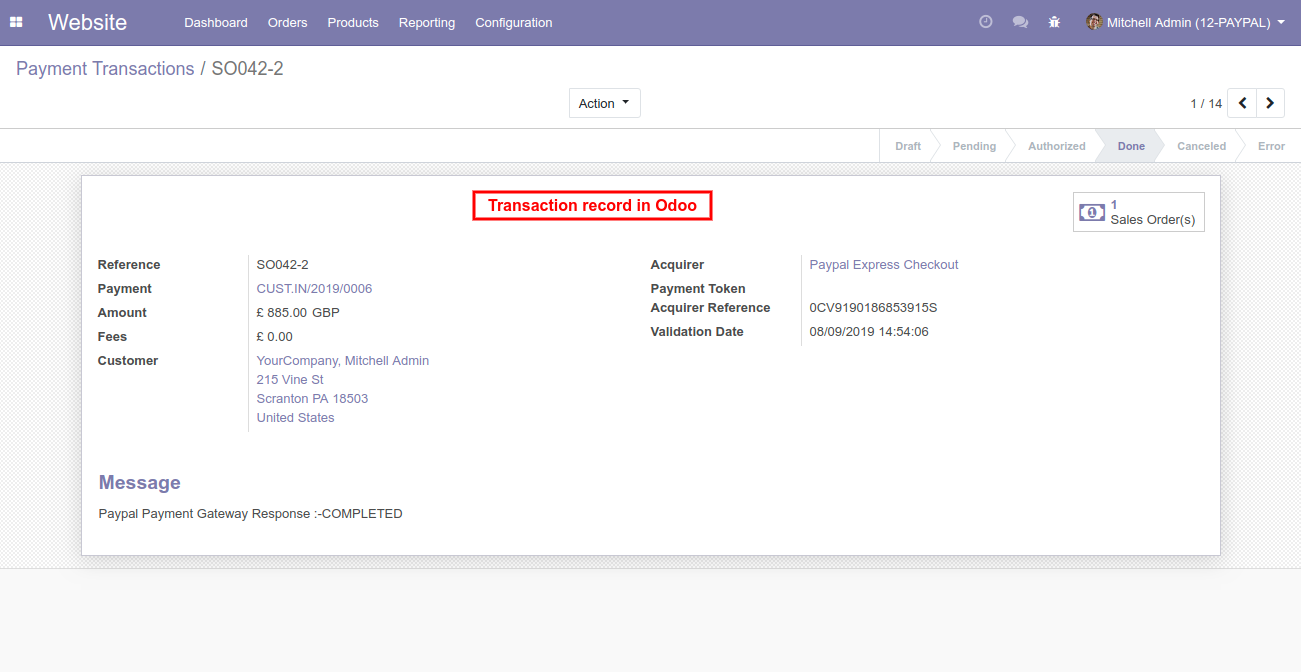 Website Dashboard Orders Products Reporting Configuration Mitchell Admin (12-PAYPAL)
Payment Transactions / SO042-2
Action 1 / 14
Draft Pending Authorized Done Canceled Error
Transaction record in Odoo
1
1
Sales Order(s)
Reference SO042-2
Payment CUST.IN/2019/0006
Amount £ 885.00 GBP
Fees £ 0.00
Customer YourCompany, Mitchell Admin
215 Vine St
Scranton PA 18503
United States
Acquirer Paypal Express Checkout
Payment Token
Acquirer Reference 0CV9190186853915S
Validation Date 08/09/2019 14:54:06
Message
Paypal Payment Gateway Response :-COMPLETED